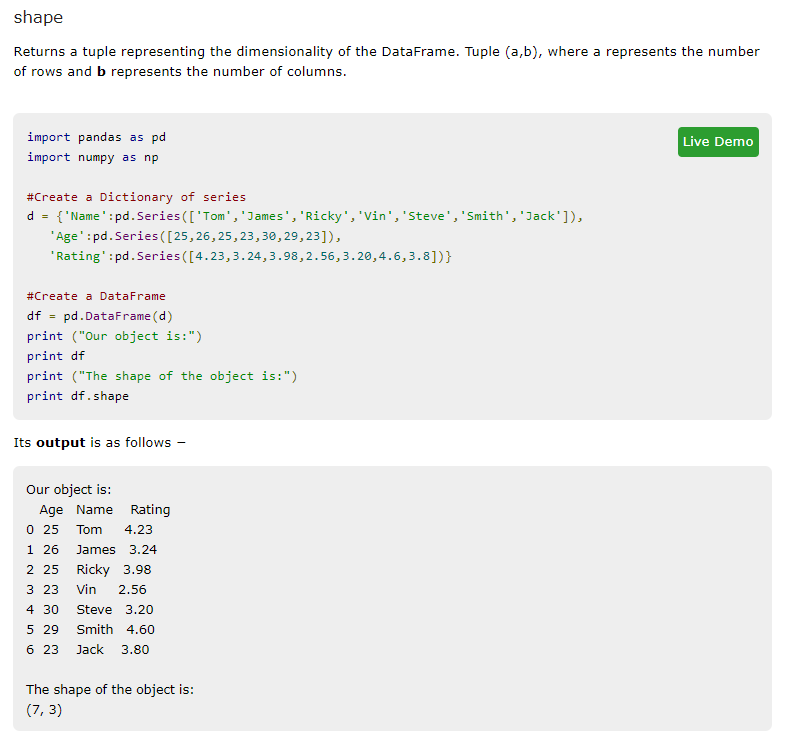 shape
Returns a tuple representing the dimensionality of the DataFrame. Tuple (a,b), where a represents the number
of rows and b represents the number of columns.
import pandas as pd
Live Demo
import numpy as np
#Create a Dictionary of series
d = {'Name':pd.Series(['Tom','James','Ricky','Vin','Steve','Smith','Jack']),
'Age':pd.Series([25,26,25,23,30,29,23]),
'Rating':pd.Series([4.23,3.24,3.98,2.56,3.20,4.6,3.8])}
#Create a DataFrame
df = pd.DataFrame(d)
print ("Our object is:")
print df
print ("The shape of the object is:")
print df.shape
Its output is as follows −
Our object is:
Age Name Rating
0 25 Tom 4.23
1 26 James 3.24
2 25 Ricky 3.98
3 23 Vin 2.56
4 30 Steve 3.20
5 29 Smith 4.60
6 23 Jack 3.80
The shape of the object is:
(7, 3)